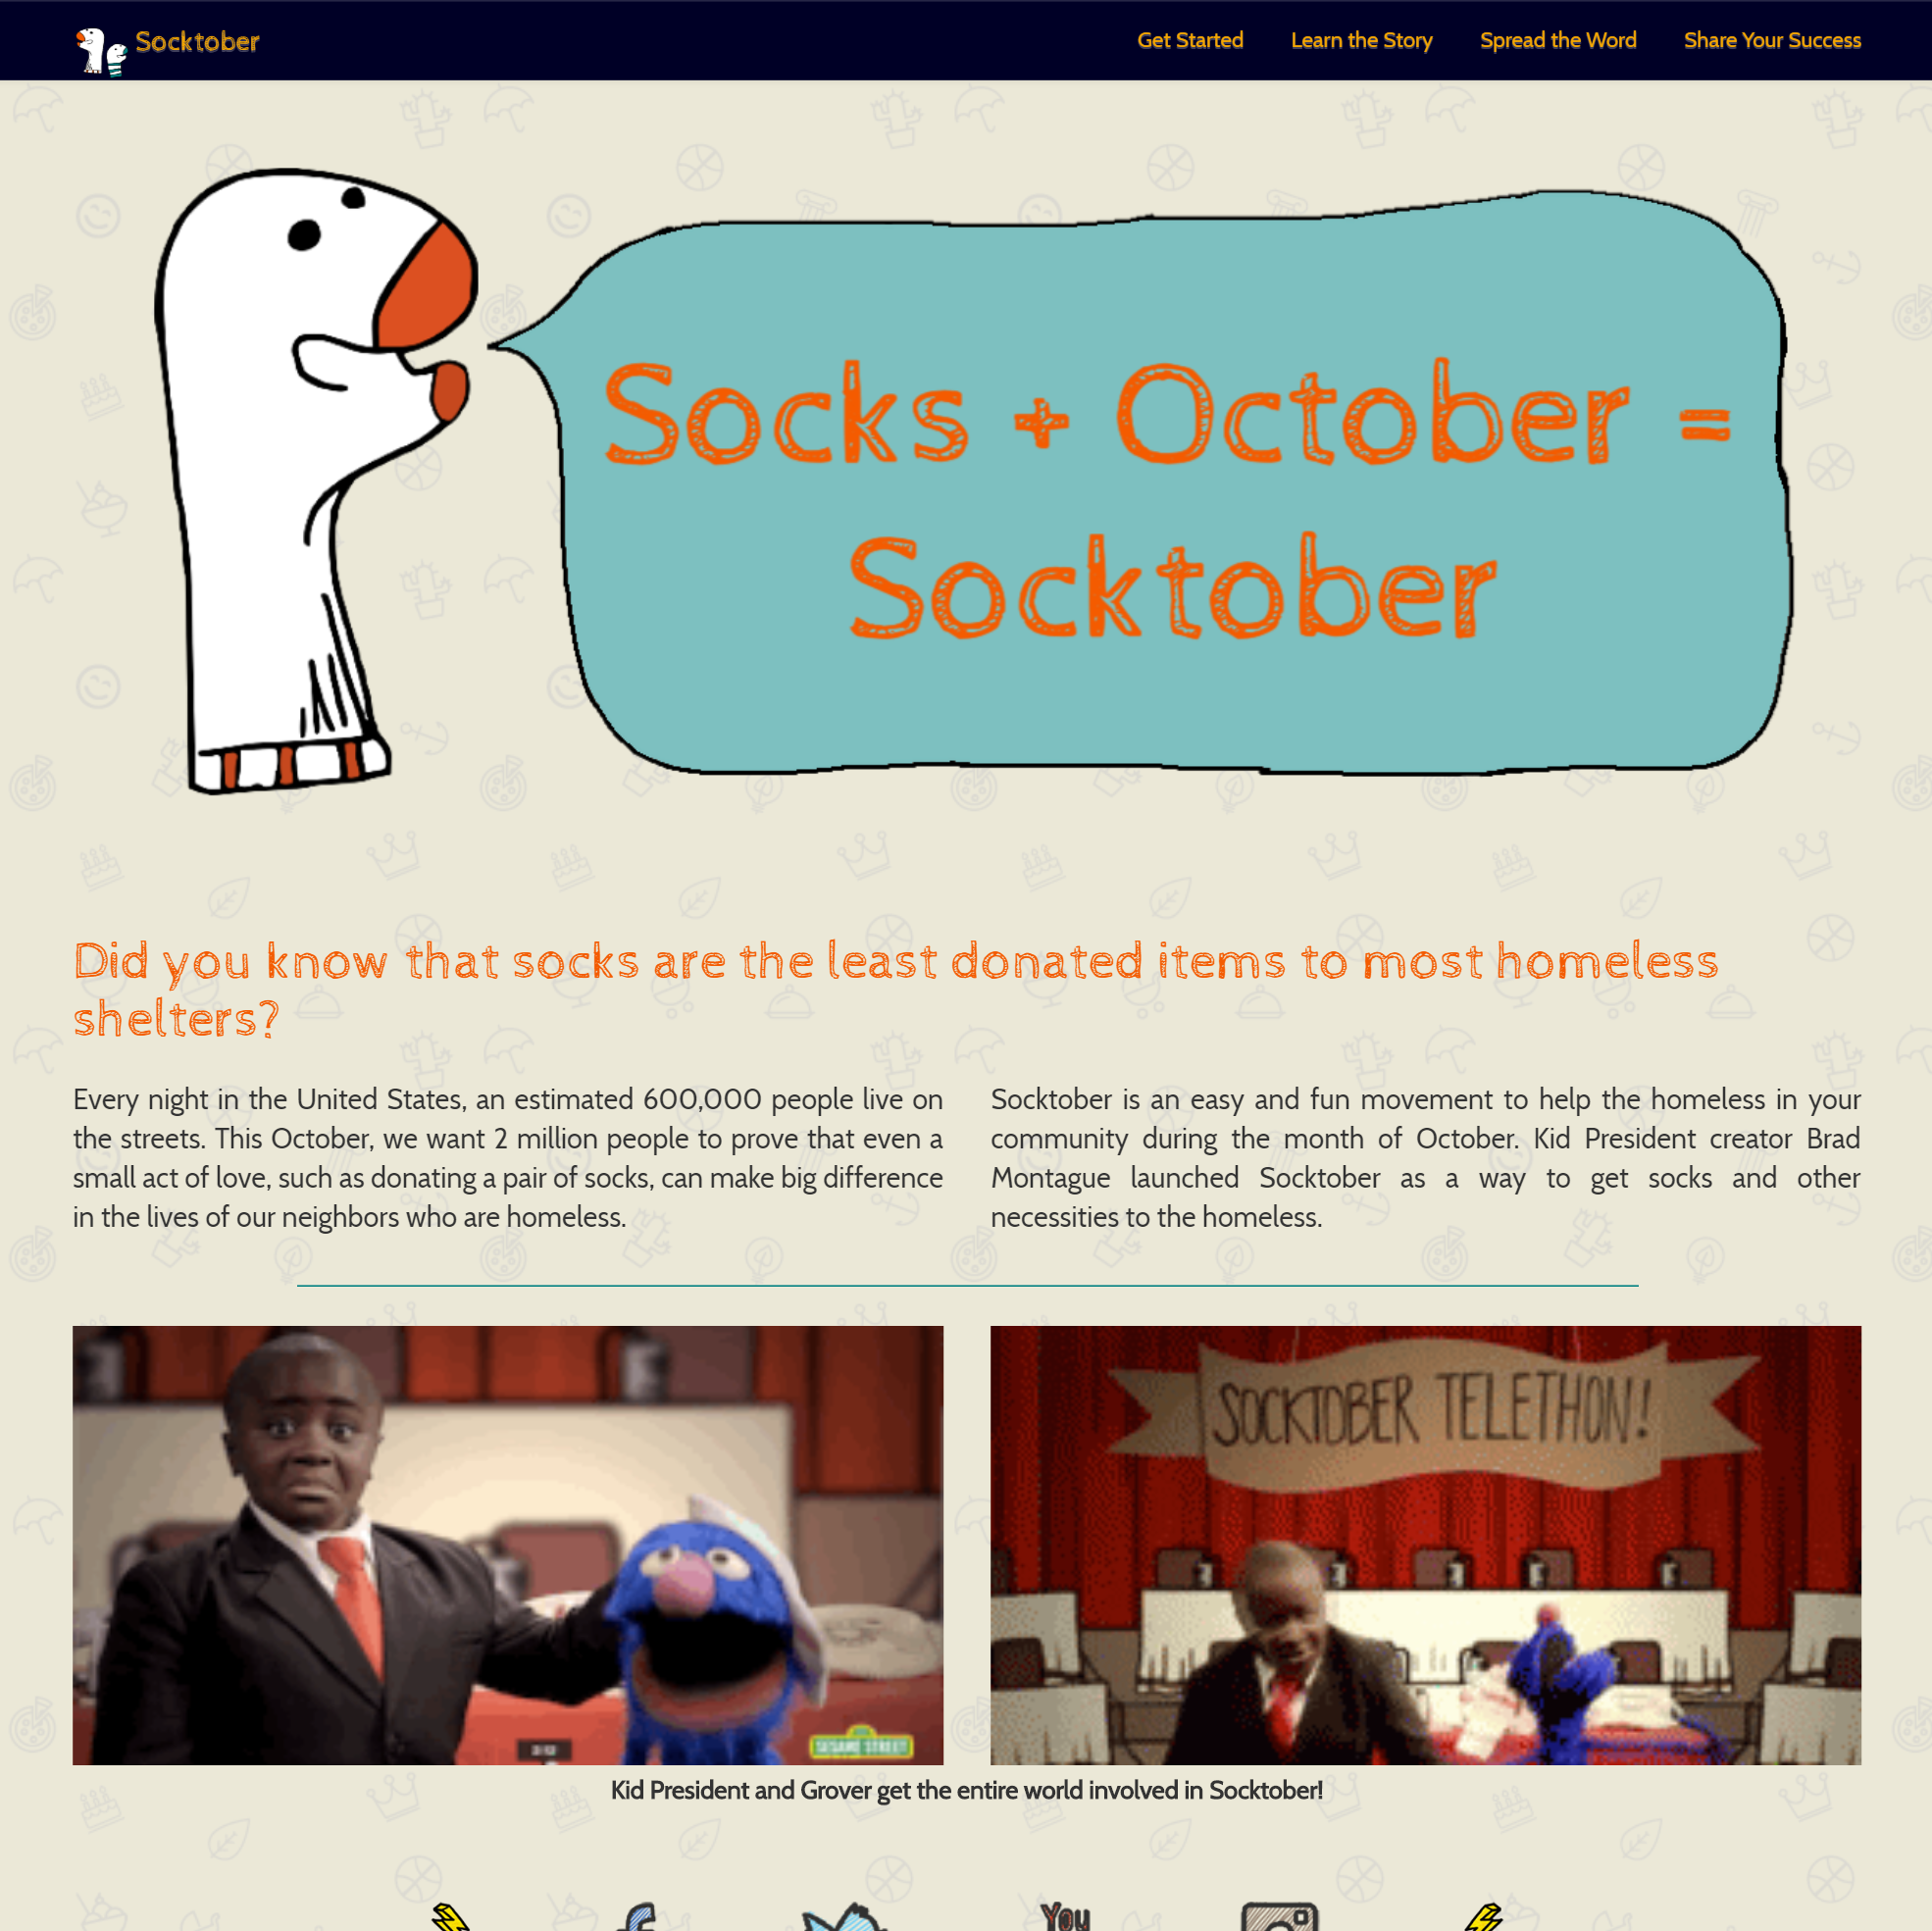 Socktober
Get Started
Learn the Story
Spread the Word
Share Your Success
Socks + October =
Socktober
Did you know that socks are the least donated items to most homeless
shelters?
Every night in the United States, an estimated 600,000 people live on
the streets. This October, we want 2 million people to prove that even a
small act of love, such as donating a pair of socks, can make big difference
in the lives of our neighbors who are homeless.
Socktober is an easy and fun movement to help the homeless in your
community during the month of October. Kid President creator Brad
Montague launched Socktober as a way to get socks and other
necessities to the homeless.
SESAME STREET
SOCKTOBER TELETHON!
Kid President and Grover get the entire world involved in Socktober!
You